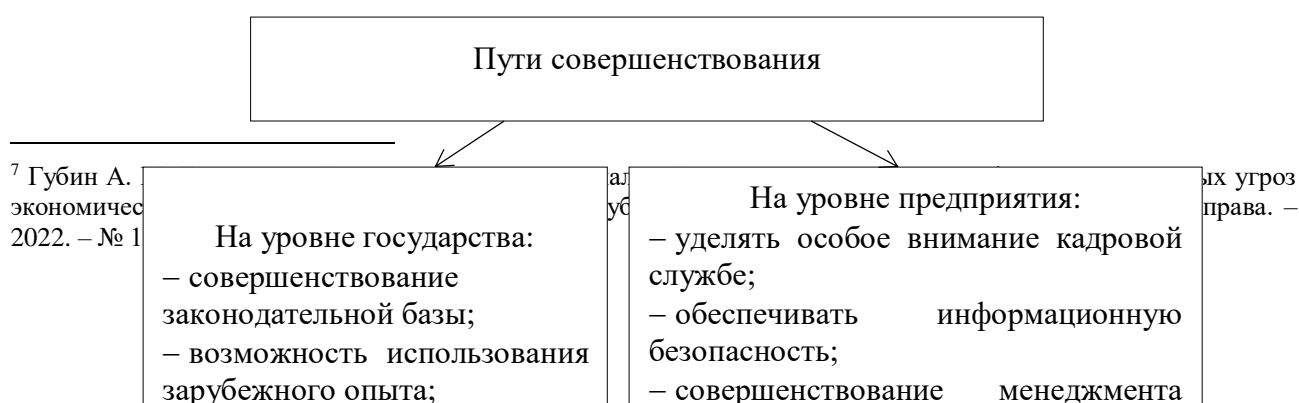 Пути совершенствования
⁷ Губин А.
ых угроз
экономичес
права. –
2022. – № 1
На уровне государства:
– совершенствование
законодательной базы;
– возможность использования
зарубежного опыта;
На уровне предприятия:
– уделять особое внимание кадровой
службе;
– обеспечивать информационную
безопасность;
– совершенствование менеджмента